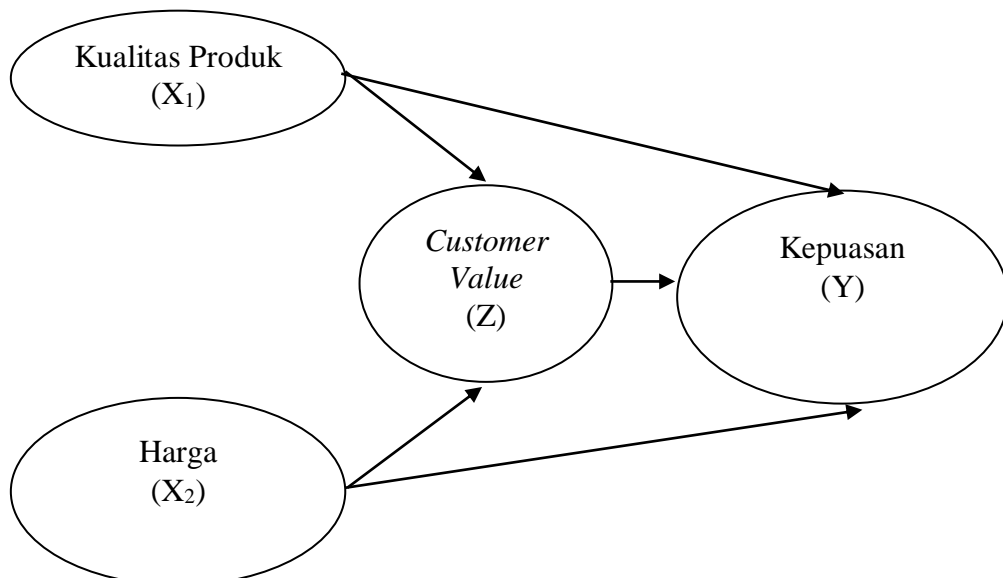 Kualitas Produk
(X₁)
Customer
Value
(Z)
Kepuasan
(Y)
Harga
(X₂)